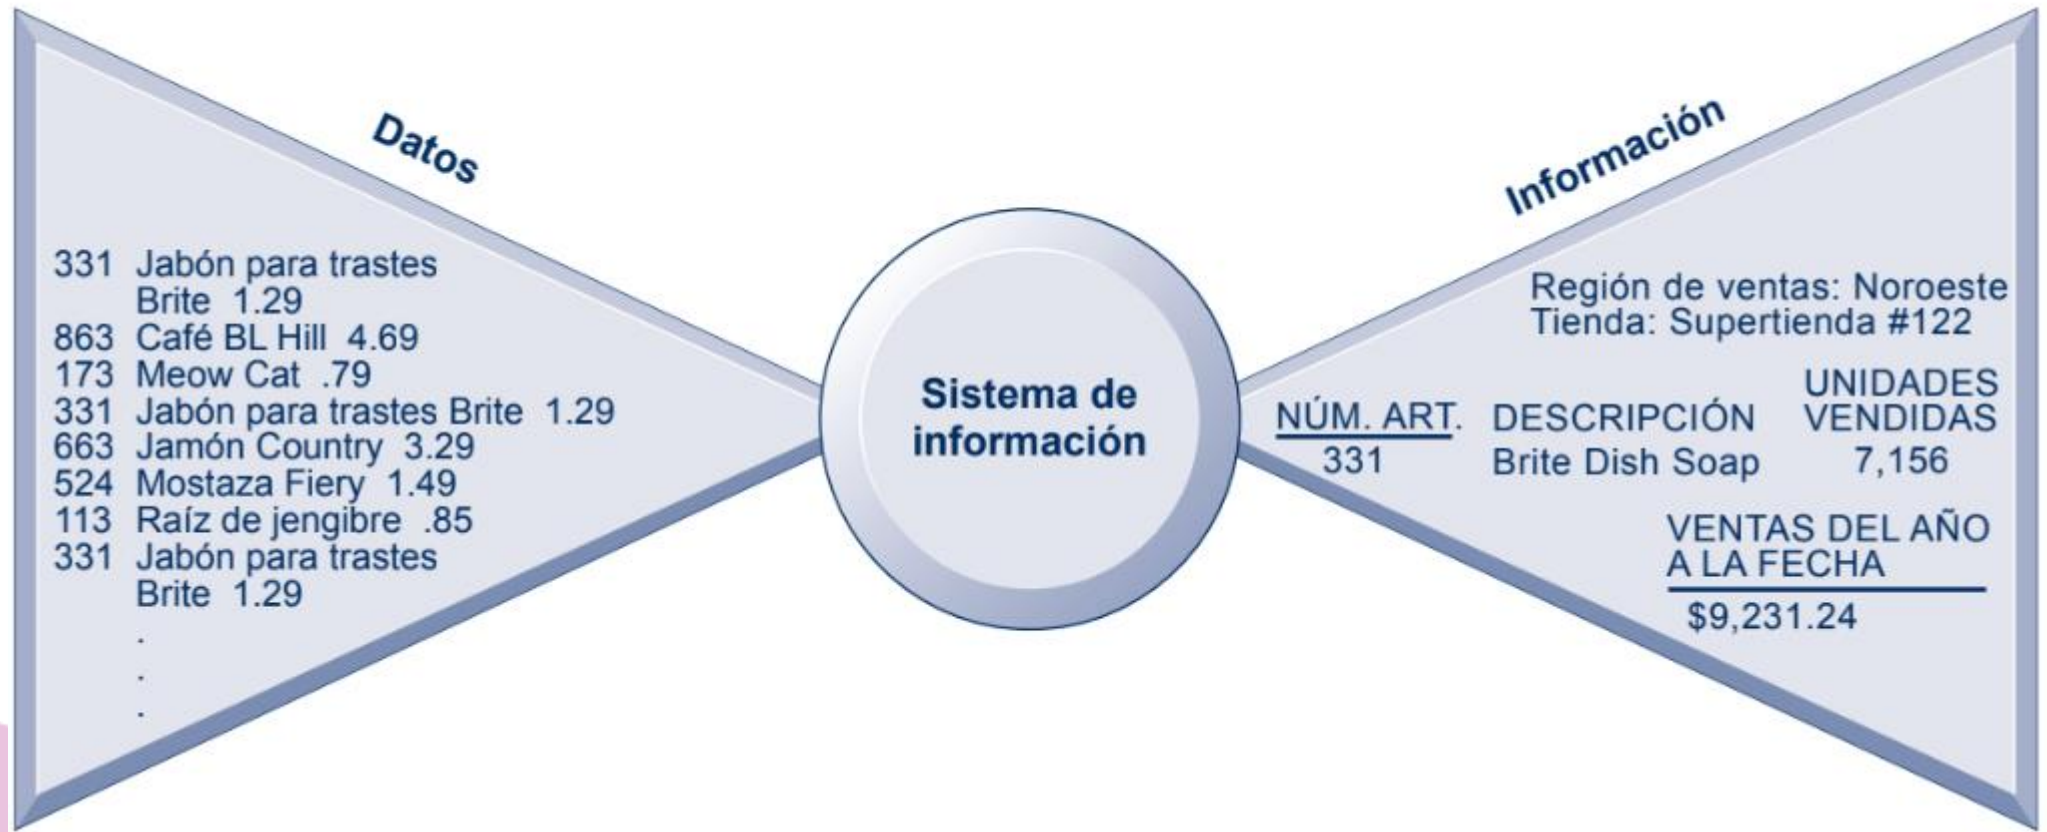 Datos
331 Jabón para trastes
Brite 1.29
863 Café BL Hill 4.69
173 Meow Cat .79
331 Jabón para trastes Brite 1.29
663 Jamón Country 3.29
524 Mostaza Fiery 1.49
113 Raíz de jengibre .85
331 Jabón para trastes
Brite 1.29
.
.
.
Sistema de
información
Información
Región de ventas: Noroeste
Tienda: Supertienda #122
UNIDADES
NÚM. ART. DESCRIPCIÓN VENDIDAS
331 Brite Dish Soap 7,156
VENTAS DEL AÑO
A LA FECHA
$9,231.24